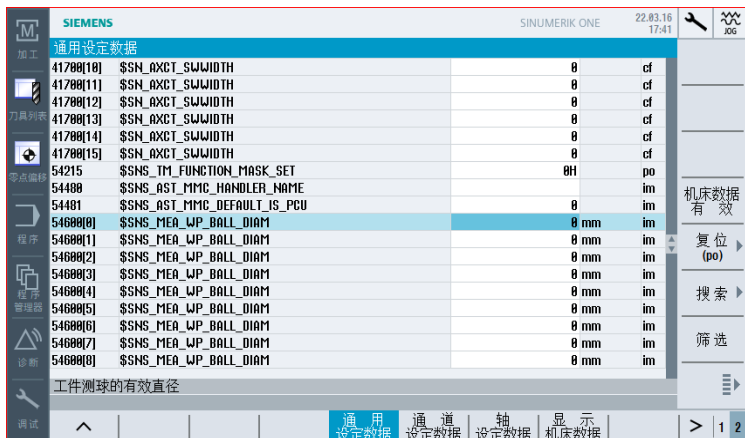 SIEMENS
SINUMERIK ONE
22.03.16
17:41
JOG
M
加工
刀具列表
零点偏移
程序
程序
管理器
诊断
调试
通用设定数据
41700[10] $SN_AXCT_SWWIDTH 0 cf
41700[11] $SN_AXCT_SWWIDTH 0 cf
41700[12] $SN_AXCT_SWWIDTH 0 cf
41700[13] $SN_AXCT_SWWIDTH 0 cf
41700[14] $SN_AXCT_SWWIDTH 0 cf
41700[15] $SN_AXCT_SWWIDTH 0 cf
54215 $SNS_TM_FUNCTION_MASK_SET 0H po
54480 $SNS_AST_MMC_HANDLER_NAME im
54481 $SNS_AST_MMC_DEFAULT_IS_PCU 0 im
54600[0] $SNS_MEA_WP_BALL_DIAM 0 mm im
54600[1] $SNS_MEA_WP_BALL_DIAM 0 mm im
54600[2] $SNS_MEA_WP_BALL_DIAM 0 mm im
54600[3] $SNS_MEA_WP_BALL_DIAM 0 mm im
54600[4] $SNS_MEA_WP_BALL_DIAM 0 mm im
54600[5] $SNS_MEA_WP_BALL_DIAM 0 mm im
54600[6] $SNS_MEA_WP_BALL_DIAM 0 mm im
54600[7] $SNS_MEA_WP_BALL_DIAM 0 mm im
54600[8] $SNS_MEA_WP_BALL_DIAM 0 mm im
工件测球的有效直径
机床数据
有 效
复 位
(po)
搜 索
筛 选
通 用
设定数据
通 道
设定数据
轴
设定数据
显 示
机床数据
> 1 2